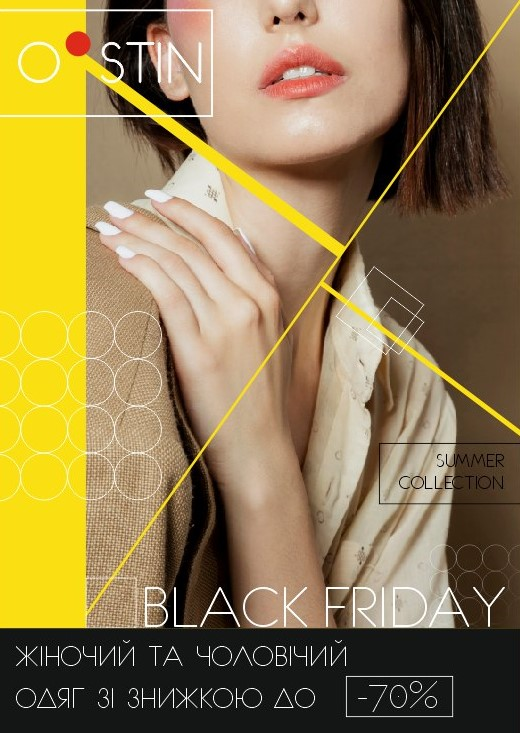 O'STIN
SUMMER
COLLECTION
BLACK FRIDAY
ЖІНОЧИЙ ТА ЧОЛОВІЧИЙ
ОДЯГ ЗІ ЗНИЖКОЮ ДО -70%